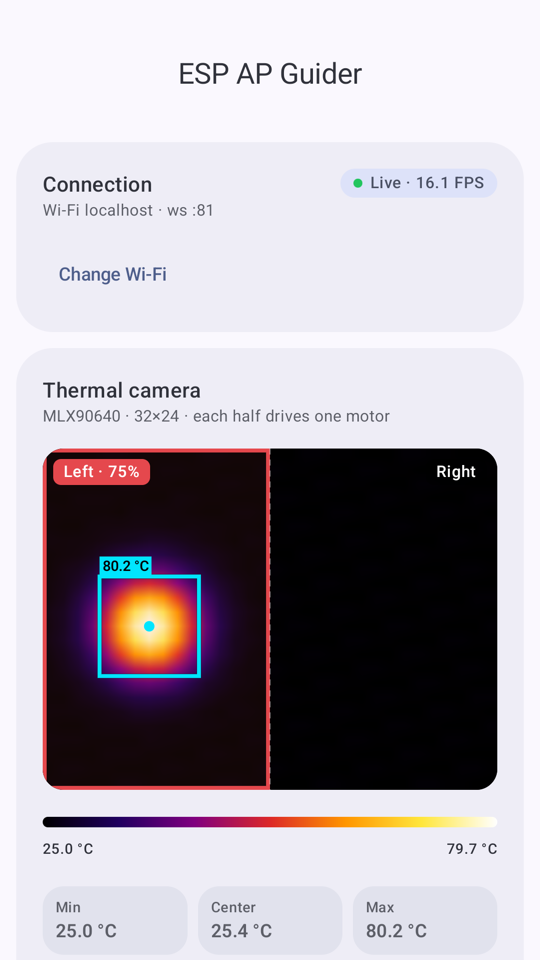 ESP AP Guider
Connection
Live · 16.1 FPS
Wi-Fi localhost · ws :81
Change Wi-Fi
Thermal camera
MLX90640 · 32×24 · each half drives one motor
Left · 75%
Right
80.2 °C
25.0 °C
79.7 °C
Min
Center
Max
25.0 °C
25.4 °C
80.2 °C